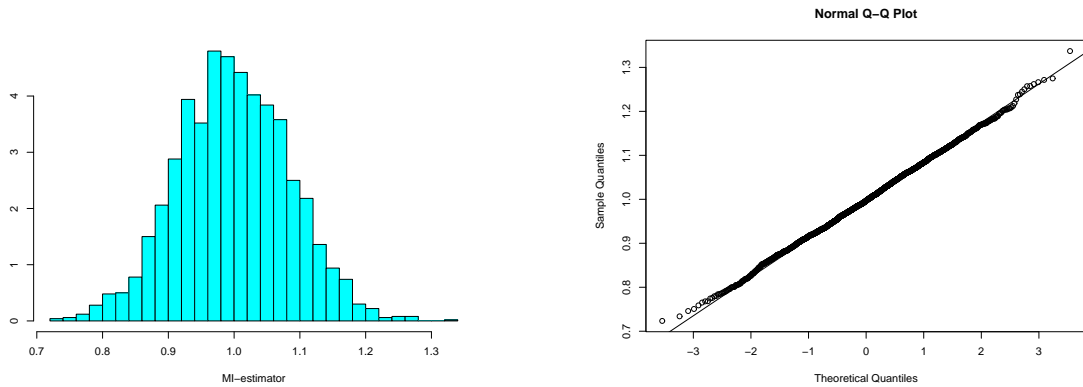 0
1
2
3
4
0.7 0.8 0.9 1.0 1.1 1.2 1.3
MI−estimator
Normal Q−Q Plot
Sample Quantiles
0.7 0.8 0.9 1.0 1.1 1.2 1.3
−3 −2 −1 0 1 2 3
Theoretical Quantiles